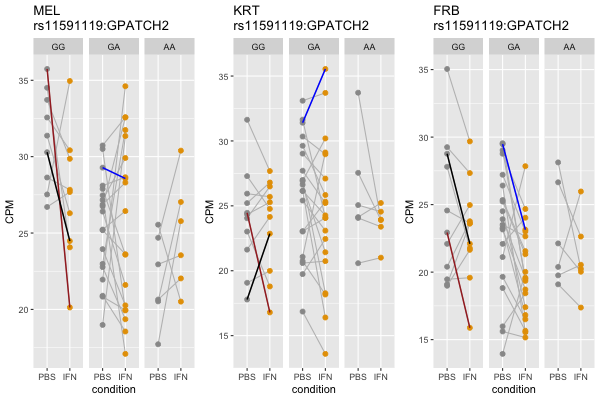 MEL
rs11591119:GPATCH2
GG GA AA
35
30
25
20
CPM
PBS IFN PBS IFN PBS IFN
condition
KRT
rs11591119:GPATCH2
GG GA AA
35
30
25
20
15
CPM
PBS IFN PBS IFN PBS IFN
condition
FRB
rs11591119:GPATCH2
GG GA AA
35
30
25
20
15
CPM
PBS IFN PBS IFN PBS IFN
condition